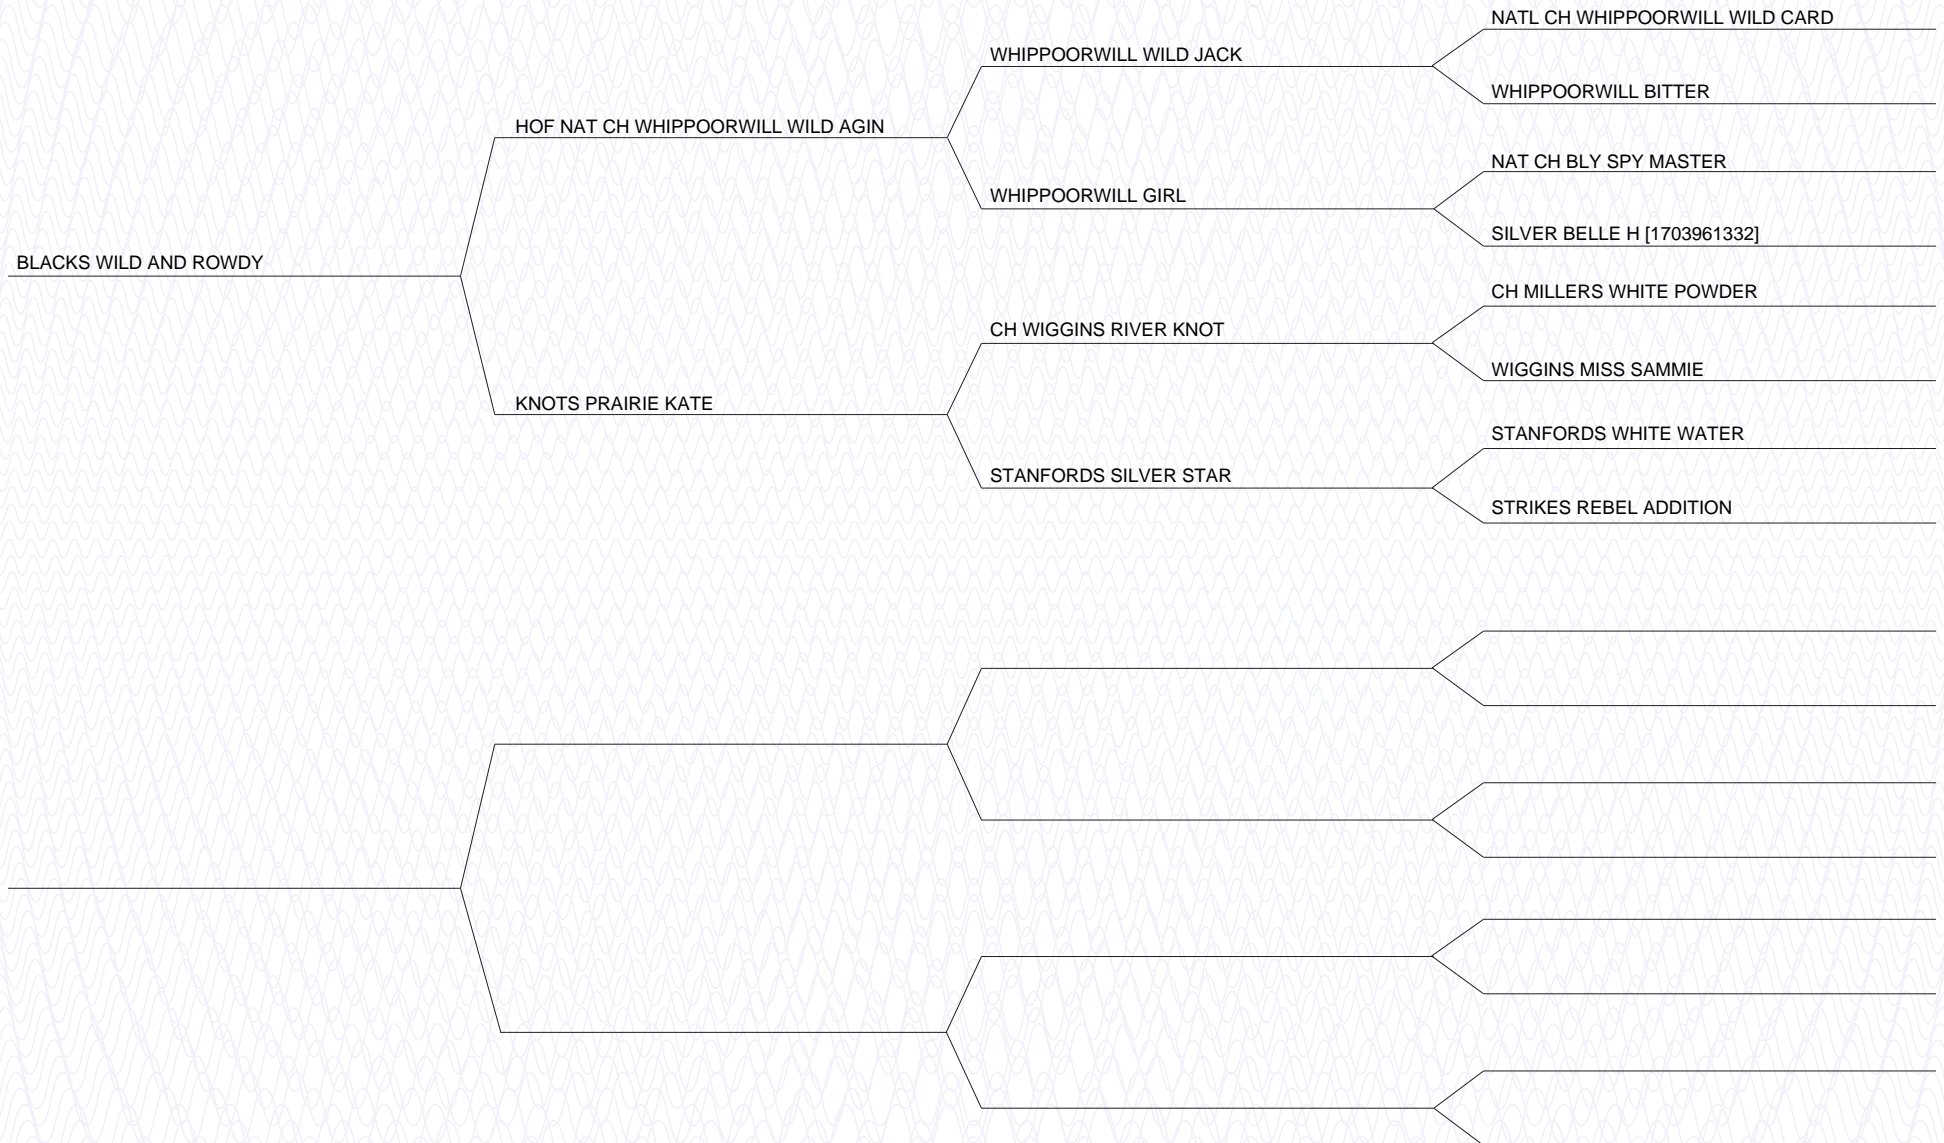 NATL CH WHIPPOORWILL WILD CARD
WHIPPOORWILL WILD JACK
WHIPPOORWILL BITTER
HOF NAT CH WHIPPOORWILL WILD AGIN
NAT CH BLY SPY MASTER
WHIPPOORWILL GIRL
SILVER BELLE H [1703961332]
BLACKS WILD AND ROWDY
CH MILLERS WHITE POWDER
CH WIGGINS RIVER KNOT
WIGGINS MISS SAMMIE
KNOTS PRAIRIE KATE
STANFORDS WHITE WATER
STANFORDS SILVER STAR
STRIKES REBEL ADDITION